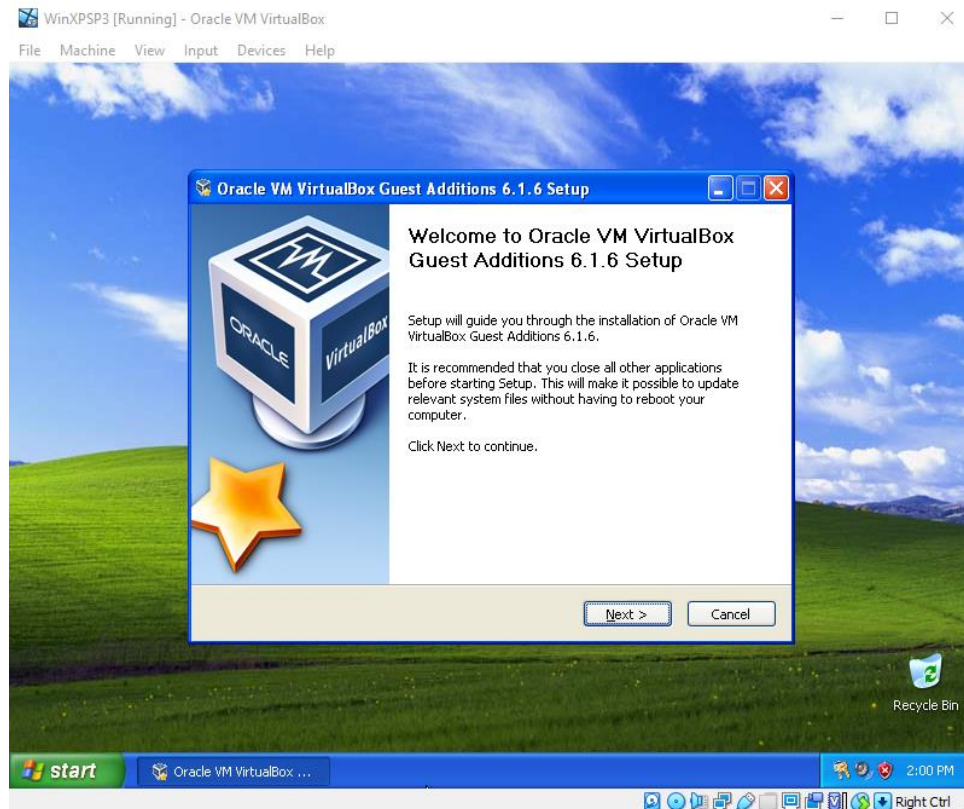 WinXPSP3 [Running] - Oracle VM VirtualBox
File Machine View Input Devices Help
Oracle VM VirtualBox Guest Additions 6.1.6 Setup
Welcome to Oracle VM VirtualBox
Guest Additions 6.1.6 Setup
ORACLE
VirtualBox
Setup will guide you through the installation of Oracle VM
VirtualBox Guest Additions 6.1.6.
It is recommended that you close all other applications
before starting Setup. This will make it possible to update
relevant system files without having to reboot your
computer.
Click Next to continue.
Next > Cancel
Recycle Bin
start Oracle VM VirtualBox ... 2:00 PM
Right Ctrl